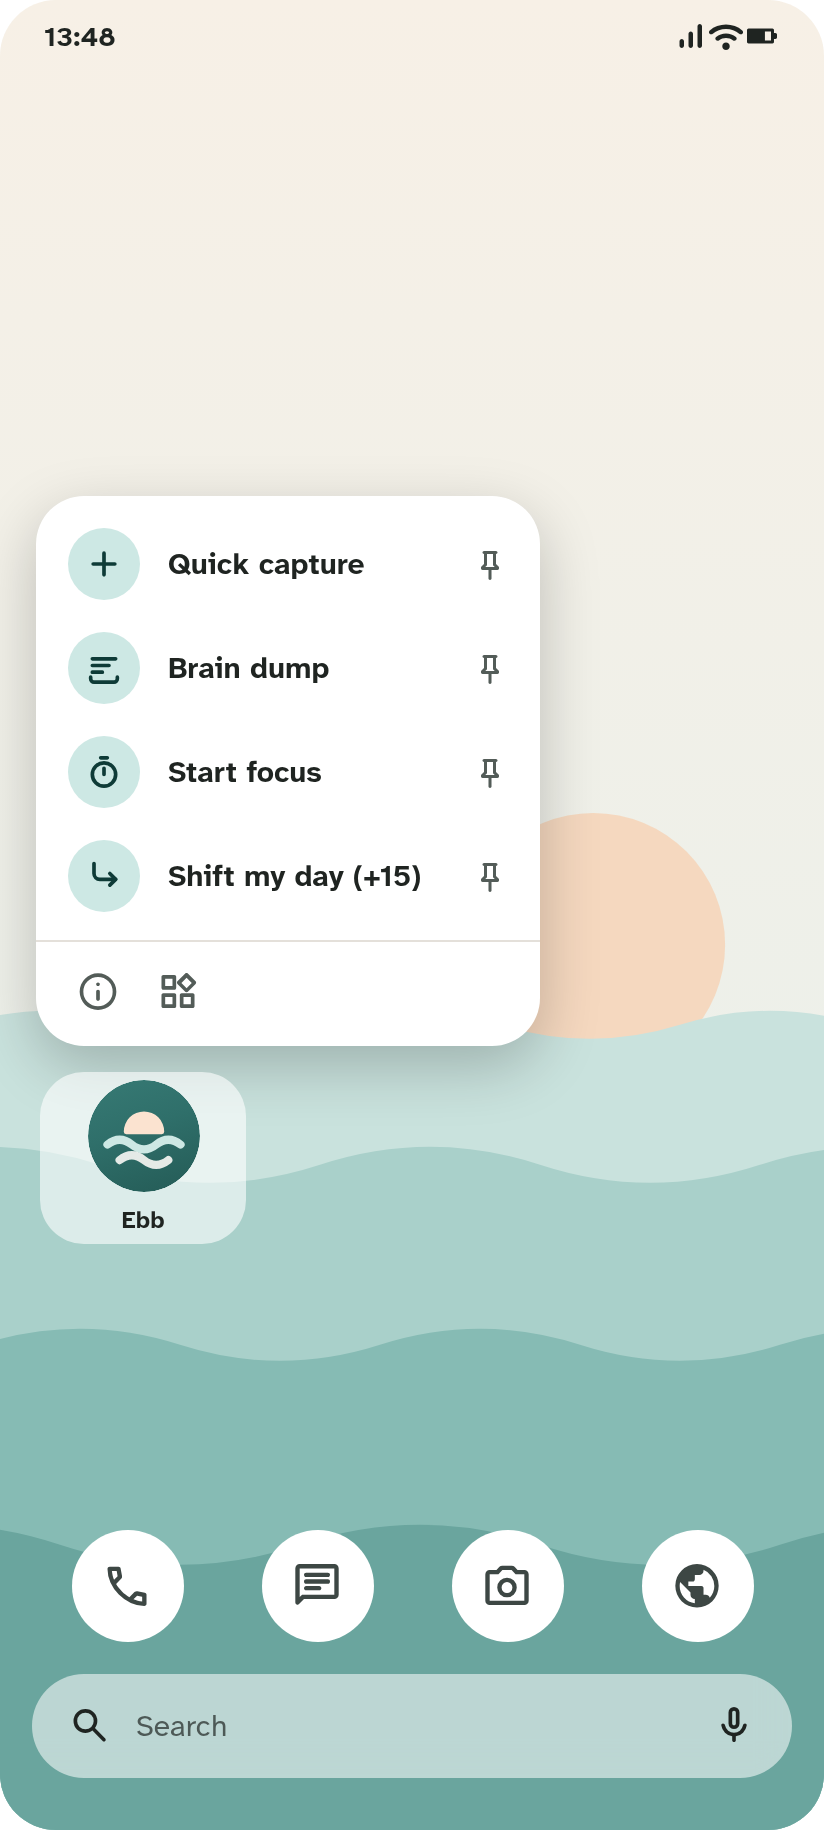 13:48
Quick capture
Brain dump
Start focus
Shift my day (+15)
Ebb
Search